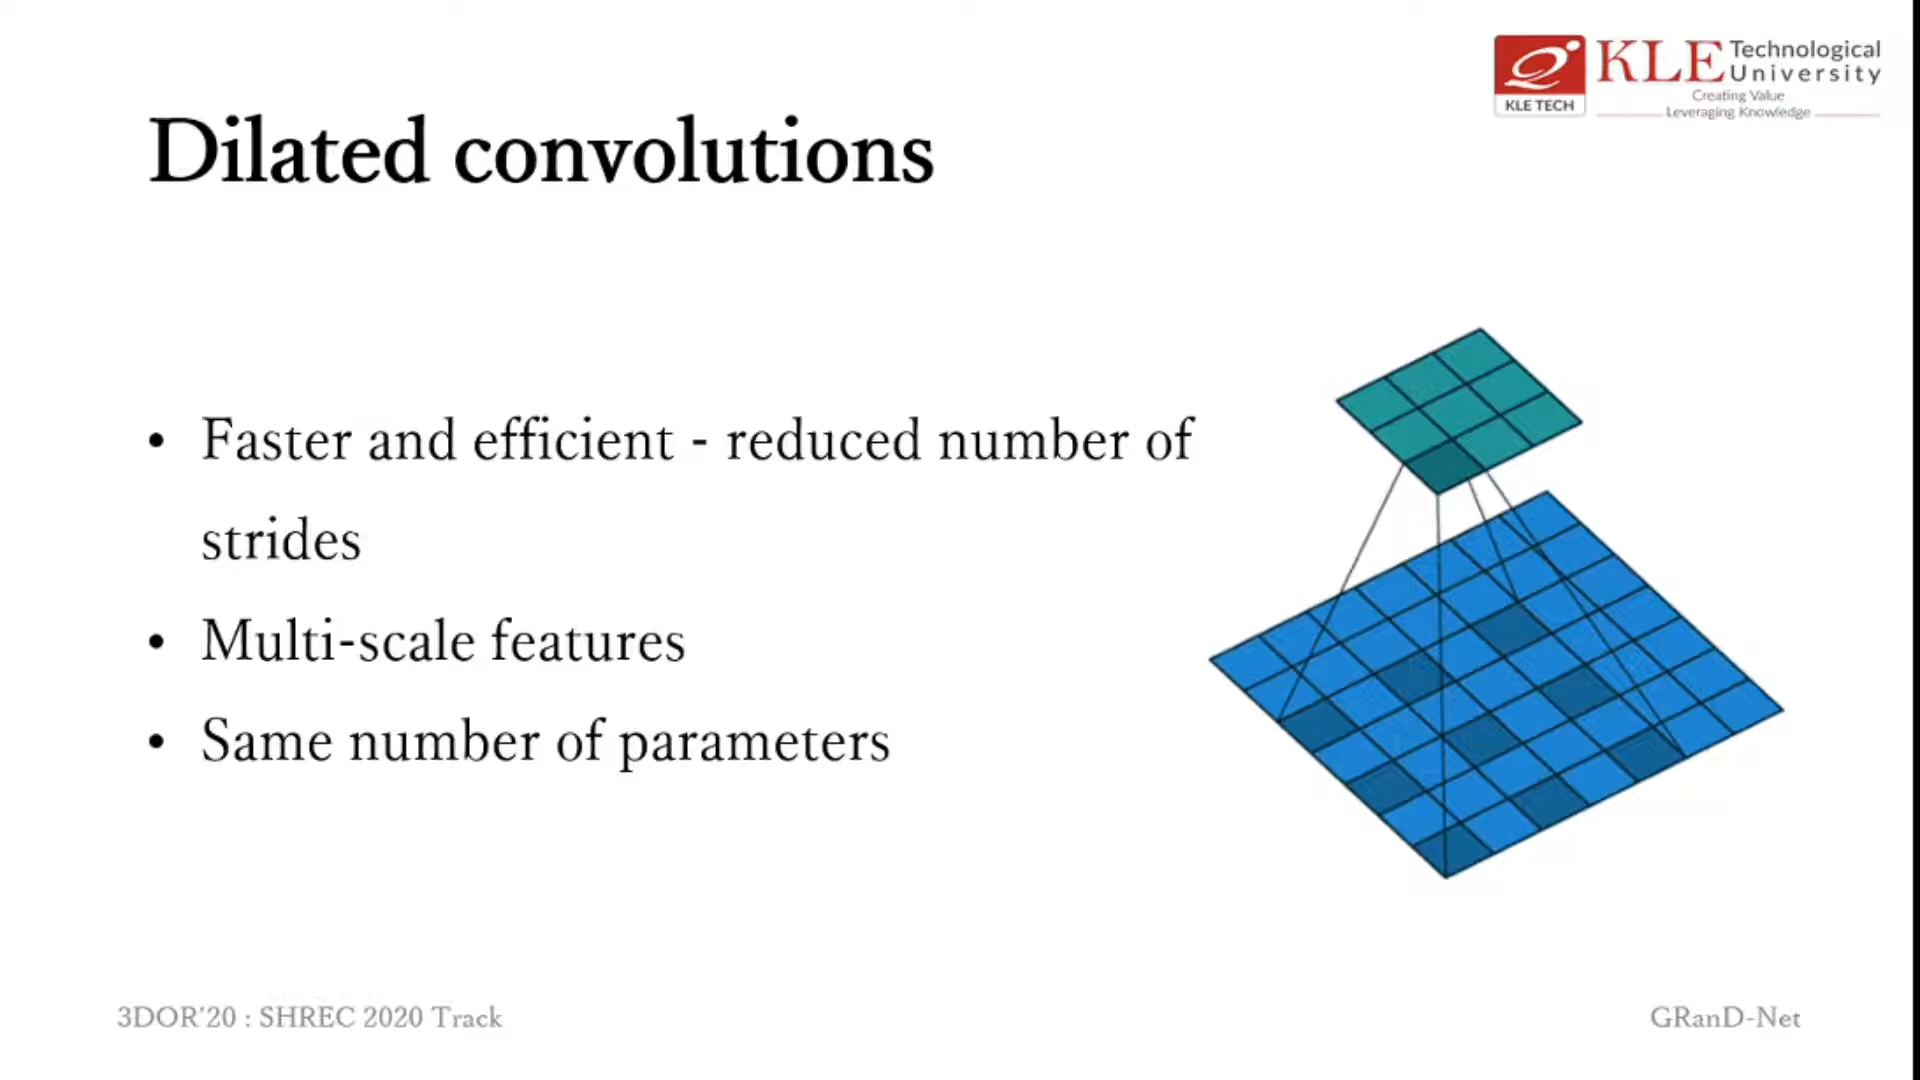 KLE TECH
KLE Technological University
Creating Value
Leveraging Knowledge
Dilated convolutions
• Faster and efficient - reduced number of
strides
• Multi-scale features
• Same number of parameters
3DOR'20 : SHREC 2020 Track
GRanD-Net